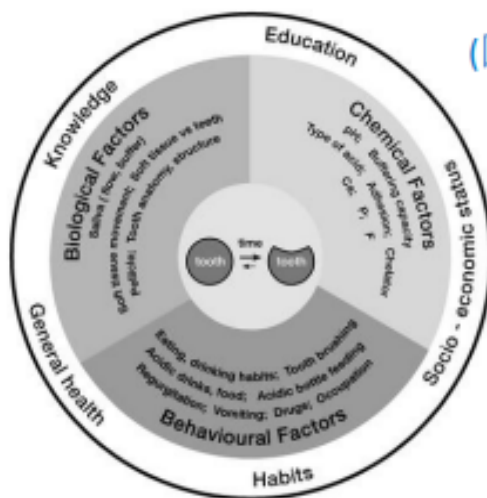 Education
Knowledge
Socio - economic status
General health
Habits
Biological Factors
Saliva (flow, buffer)
Soft tissue movement; Soft tissue vs teeth
Pellicle; Tooth anatomy, structure
Chemical Factors
pH; Buffering capacity
Type of acid; Adhesion; Chelator
Ca; P; F
time
tooth
tooth
Eating, drinking habits; Tooth brushing
Acidic drinks, food; Acidic bottle feeding
Regurgitation; Vomiting; Drugs; Occupation
Behavioural Factors